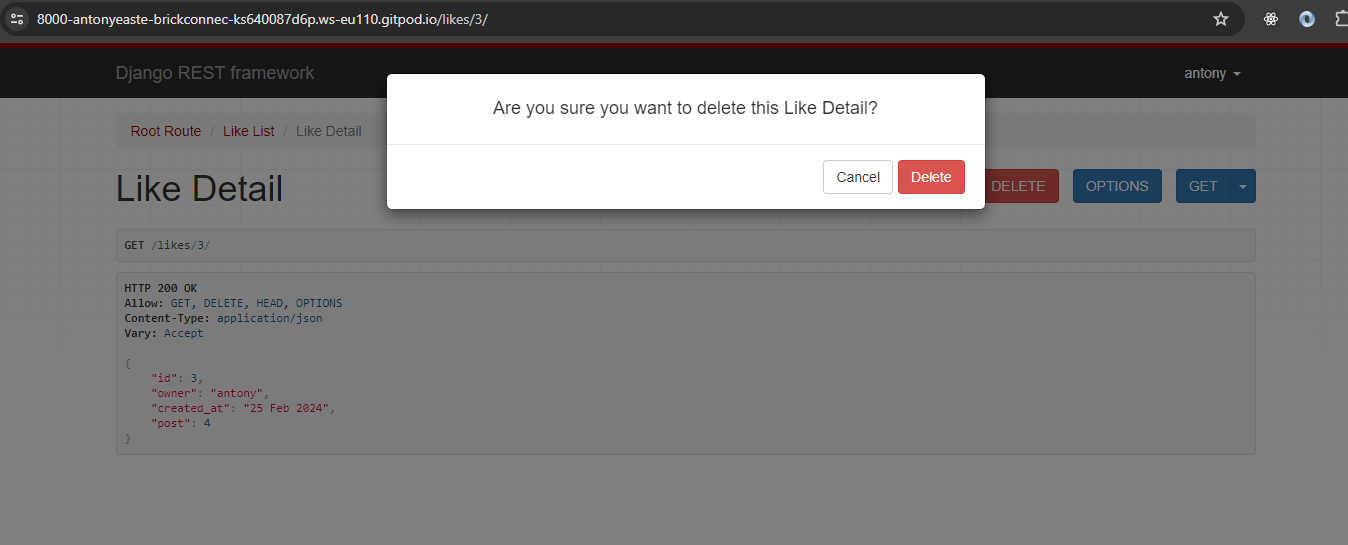 8000-antonyeaste-brickconnec-ks640087d6p.ws-eu110.gitpod.io/likes/3/
Django REST framework
antony
Are you sure you want to delete this Like Detail?
Cancel Delete
Root Route / Like List / Like Detail
Like Detail
DELETE OPTIONS GET
GET /likes/3/
HTTP 200 OK
Allow: GET, DELETE, HEAD, OPTIONS
Content-Type: application/json
Vary: Accept
{
"id": 3,
"owner": "antony",
"created_at": "25 Feb 2024",
"post": 4
}